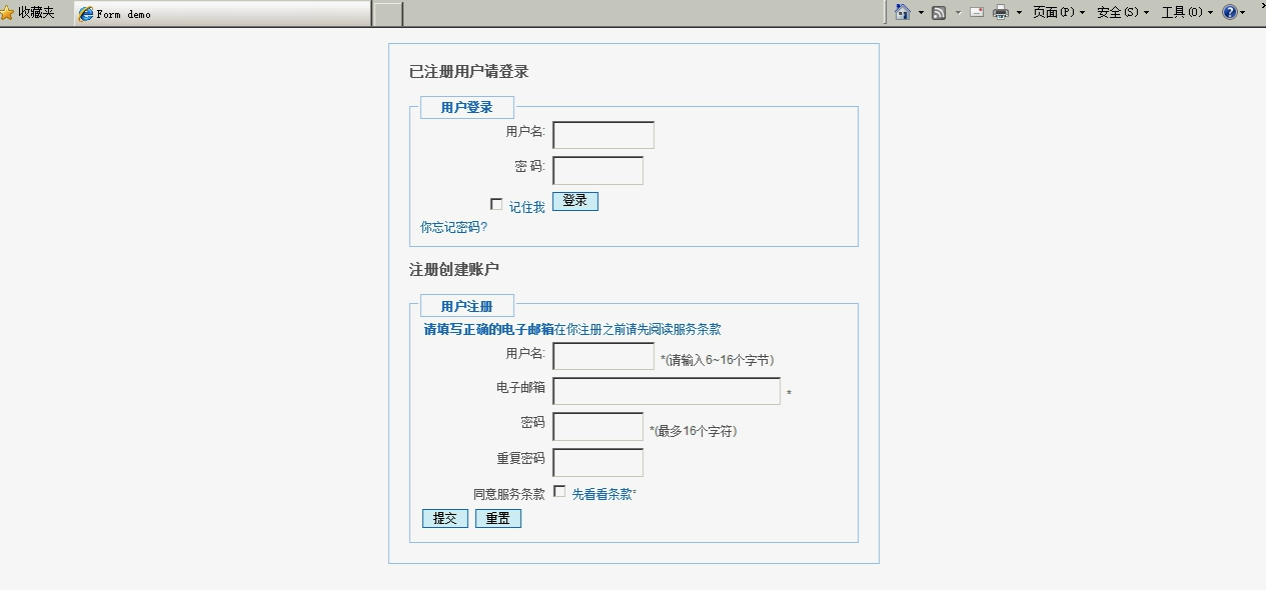 收藏夹 Form demo 页面(P) 安全(S) 工具(O)
已注册用户请登录
用户登录
用户名:
密 码:
记住我 登录
你忘记密码?
注册创建账户
用户注册
请填写正确的电子邮箱在你注册之前请先阅读服务条款
用户名: *(请输入6~16个字节)
电子邮箱 *
密码 *(最多16个字符)
重复密码
同意服务条款 先看看条款*
提交 重置